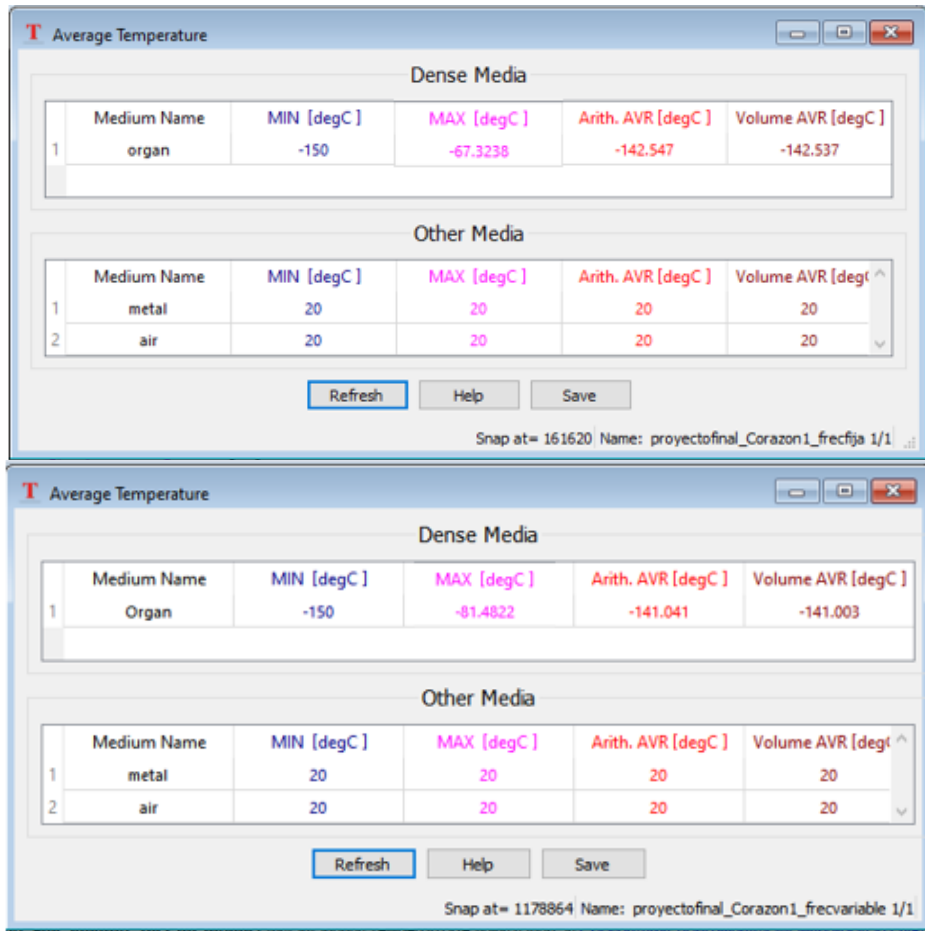 T Average Temperature
Dense Media
Medium Name MIN [degC ] MAX [degC ] Arith. AVR [degC ] Volume AVR [degC ]
1 organ -150 -67.3238 -142.547 -142.537
Other Media
Medium Name MIN [degC ] MAX [degC ] Arith. AVR [degC ] Volume AVR [deg
1 metal 20 20 20 20
2 air 20 20 20 20
Refresh Help Save
Snap at= 161620 Name: proyectofinal_Corazon1_frecfija 1/1
T Average Temperature
Dense Media
Medium Name MIN [degC ] MAX [degC ] Arith. AVR [degC ] Volume AVR [degC ]
1 Organ -150 -81.4822 -141.041 -141.003
Other Media
Medium Name MIN [degC ] MAX [degC ] Arith. AVR [degC ] Volume AVR [deg
1 metal 20 20 20 20
2 air 20 20 20 20
Refresh Help Save
Snap at= 1178864 Name: proyectofinal_Corazon1_frecvariable 1/1